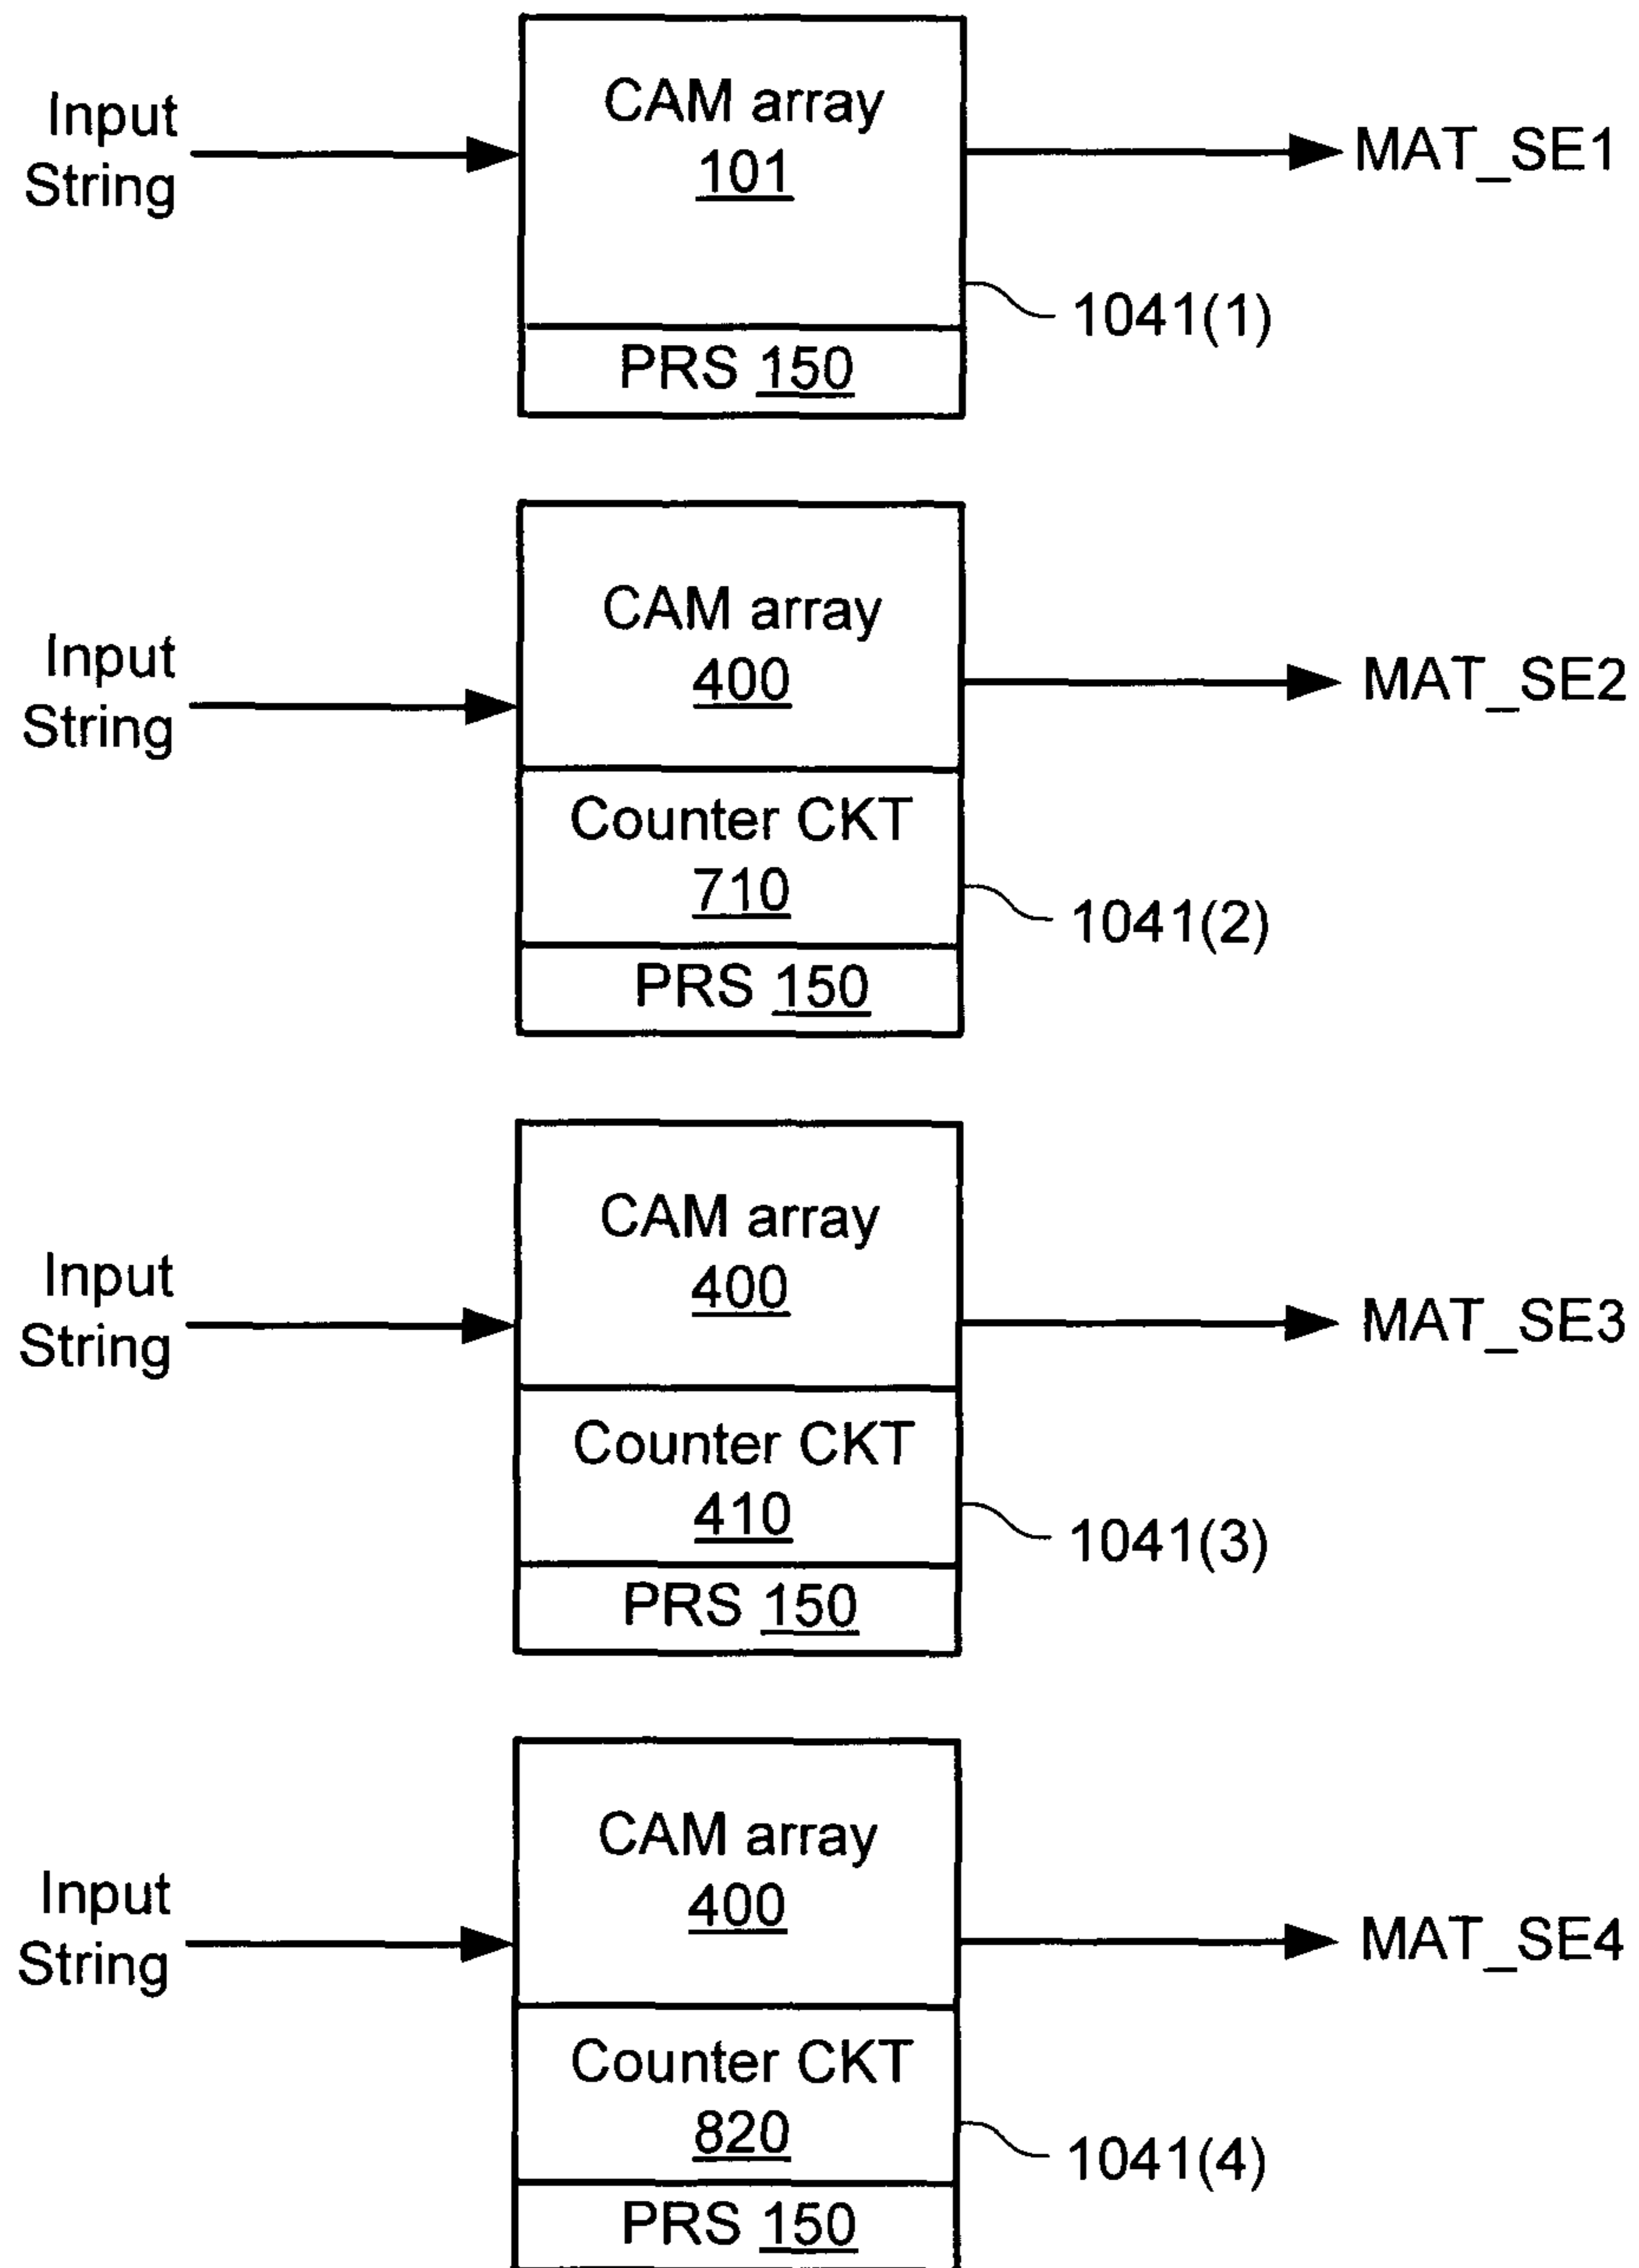 Input
String
CAM array
101
MAT_SE1
1041(1)
PRS 150
Input
String
CAM array
400
MAT_SE2
Counter CKT
710
1041(2)
PRS 150
Input
String
CAM array
400
MAT_SE3
Counter CKT
410
1041(3)
PRS 150
Input
String
CAM array
400
MAT_SE4
Counter CKT
820
1041(4)
PRS 150